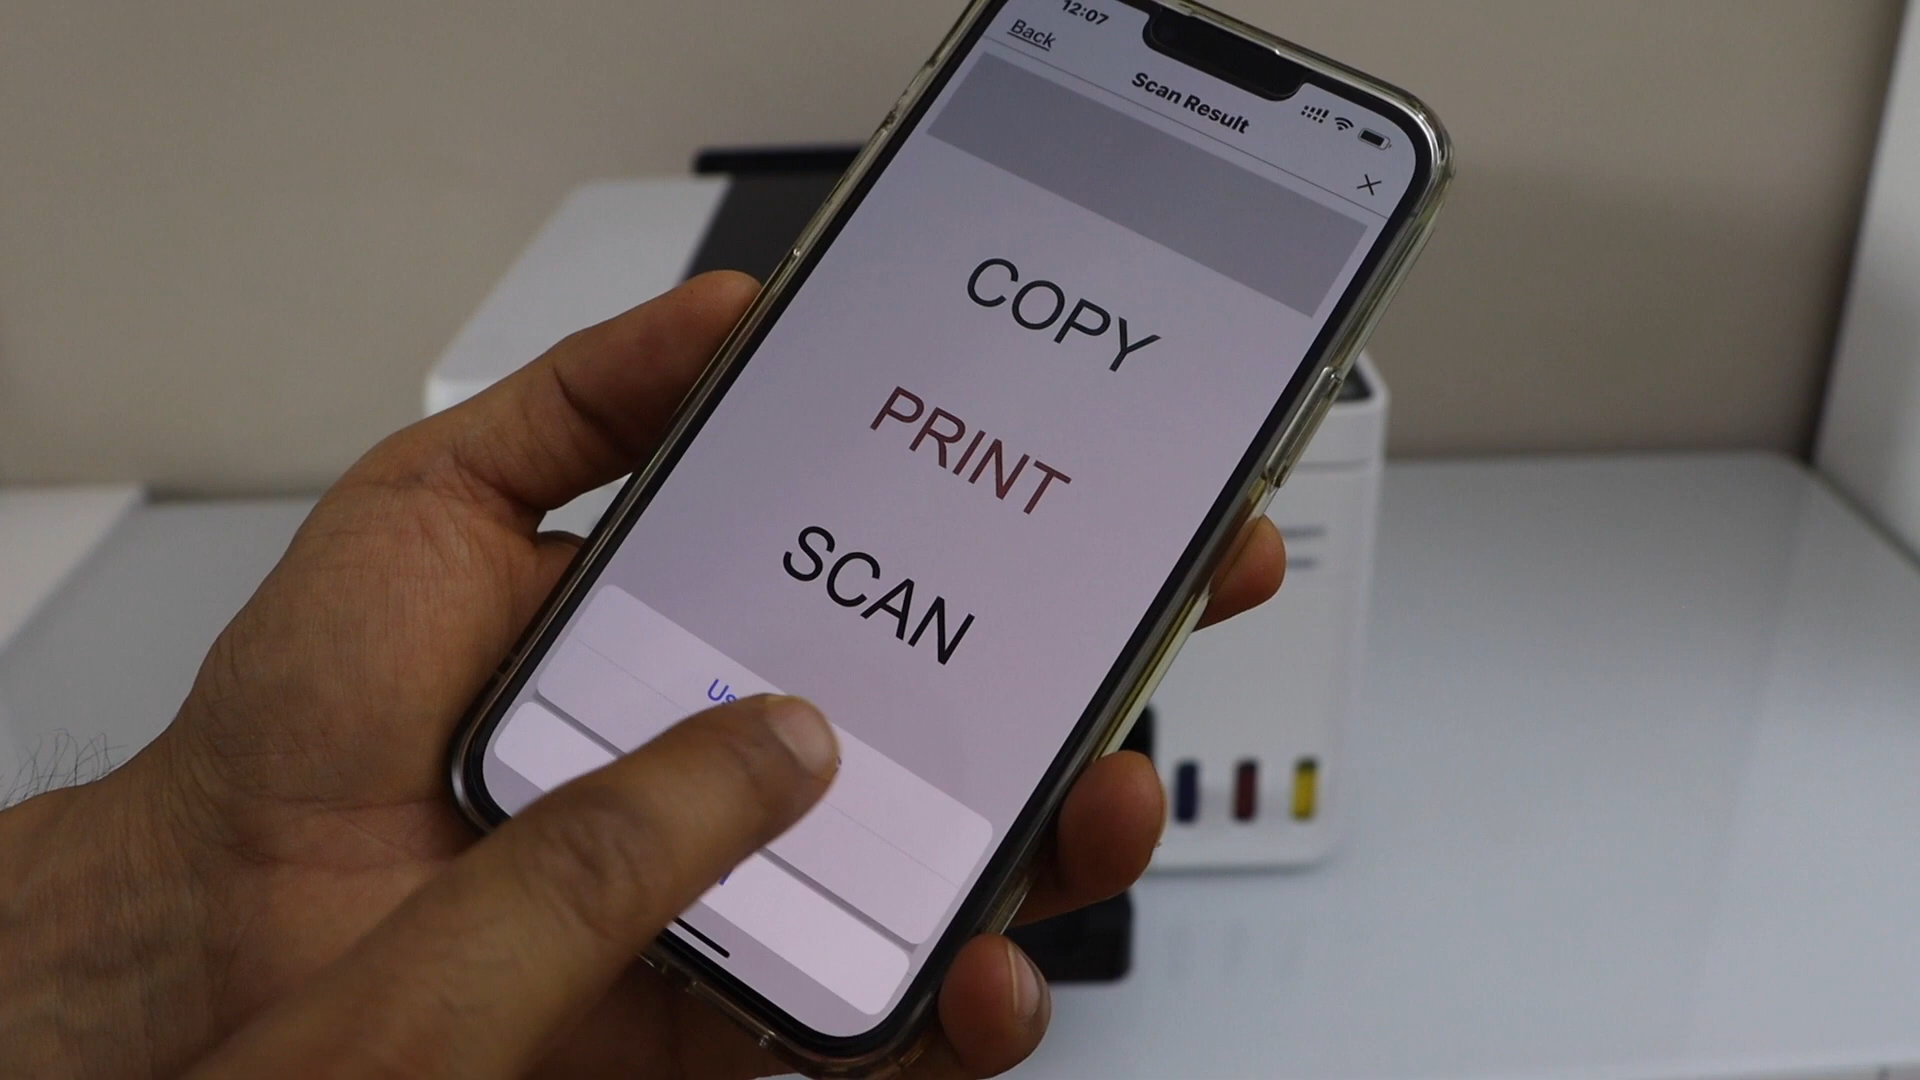 12:07
Back
Scan Result
COPY
PRINT
SCAN